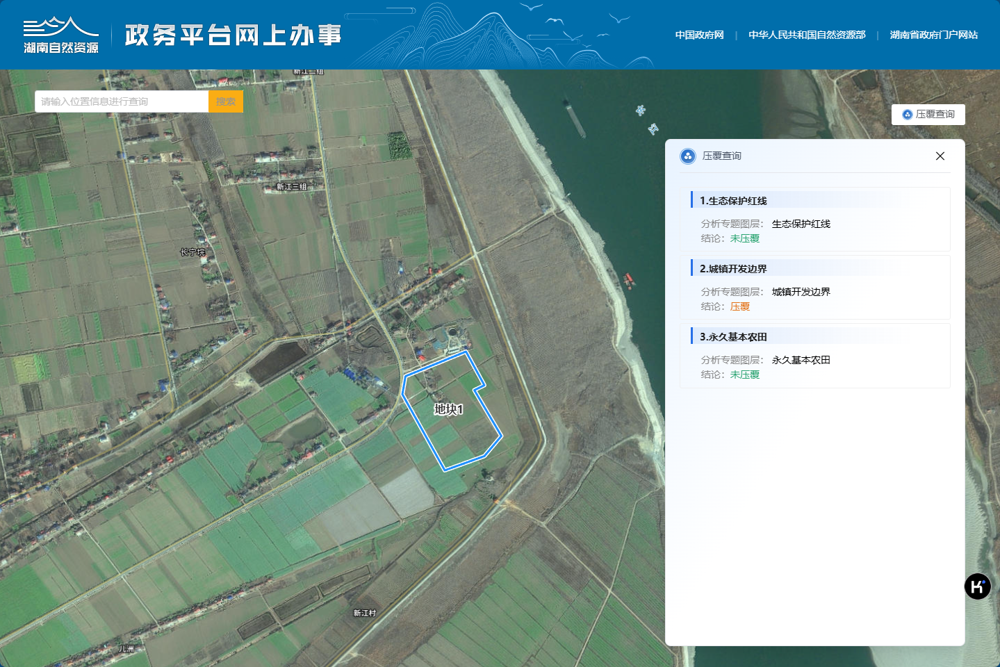 湖南自然资源
政务平台网上办事
中国政府网 | 中华人民共和国自然资源部 | 湖南省政府门户网站
新江二组
请输入位置信息进行查询
搜索
压覆查询
压覆查询
1.生态保护红线
分析专题图层： 生态保护红线
结论：未压覆
2.城镇开发边界
分析专题图层： 城镇开发边界
结论：压覆
3.永久基本农田
分析专题图层： 永久基本农田
结论：未压覆
新江三组
长宁垸
地块1
新江村
儿洲
K